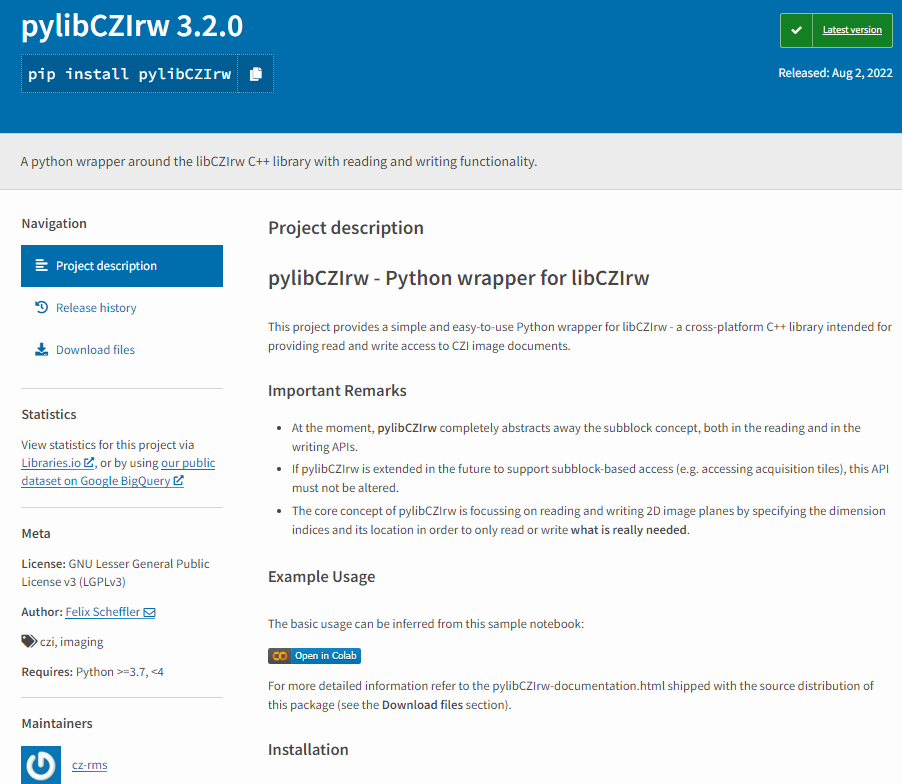 pylibCZIrw 3.2.0
pip install pylibCZIrw
Latest version
Released: Aug 2, 2022
A python wrapper around the libCZIrw C++ library with reading and writing functionality.
Navigation
Project description
Release history
Download files
Statistics
View statistics for this project via
Libraries.io, or by using our public
dataset on Google BigQuery
Meta
License: GNU Lesser General Public
License v3 (LGPLv3)
Author: Felix Scheffler
czi, imaging
Requires: Python >=3.7, <4
Maintainers
cz-rms
Project description
pylibCZIrw - Python wrapper for libCZIrw
This project provides a simple and easy-to-use Python wrapper for libCZIrw - a cross-platform C++ library intended for
providing read and write access to CZI image documents.
Important Remarks
• At the moment, pylibCZIrw completely abstracts away the subblock concept, both in the reading and in the
writing APIs.
• If pylibCZIrw is extended in the future to support subblock-based access (e.g. accessing acquisition tiles), this API
must not be altered.
• The core concept of pylibCZIrw is focussing on reading and writing 2D image planes by specifying the dimension
indices and its location in order to only read or write what is really needed.
Example Usage
The basic usage can be inferred from this sample notebook:
Open in Colab
For more detailed information refer to the pylibCZIrw-documentation.html shipped with the source distribution of
this package (see the Download files section).
Installation